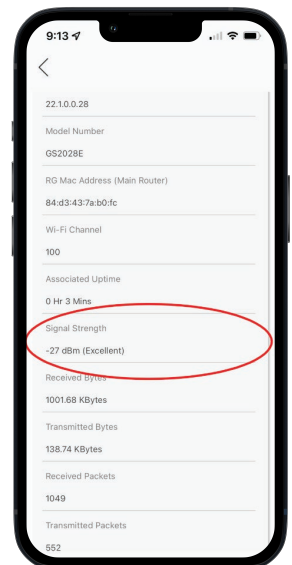 9:13
22.1.0.0.28
Model Number
GS2028E
RG Mac Address (Main Router)
84:d3:43:7a:b0:fc
Wi-Fi Channel
100
Associated Uptime
0 Hr 3 Mins
Signal Strength
-27 dBm (Excellent)
Received Bytes
1001.68 KBytes
Transmitted Bytes
138.74 KBytes
Received Packets
1049
Transmitted Packets
552